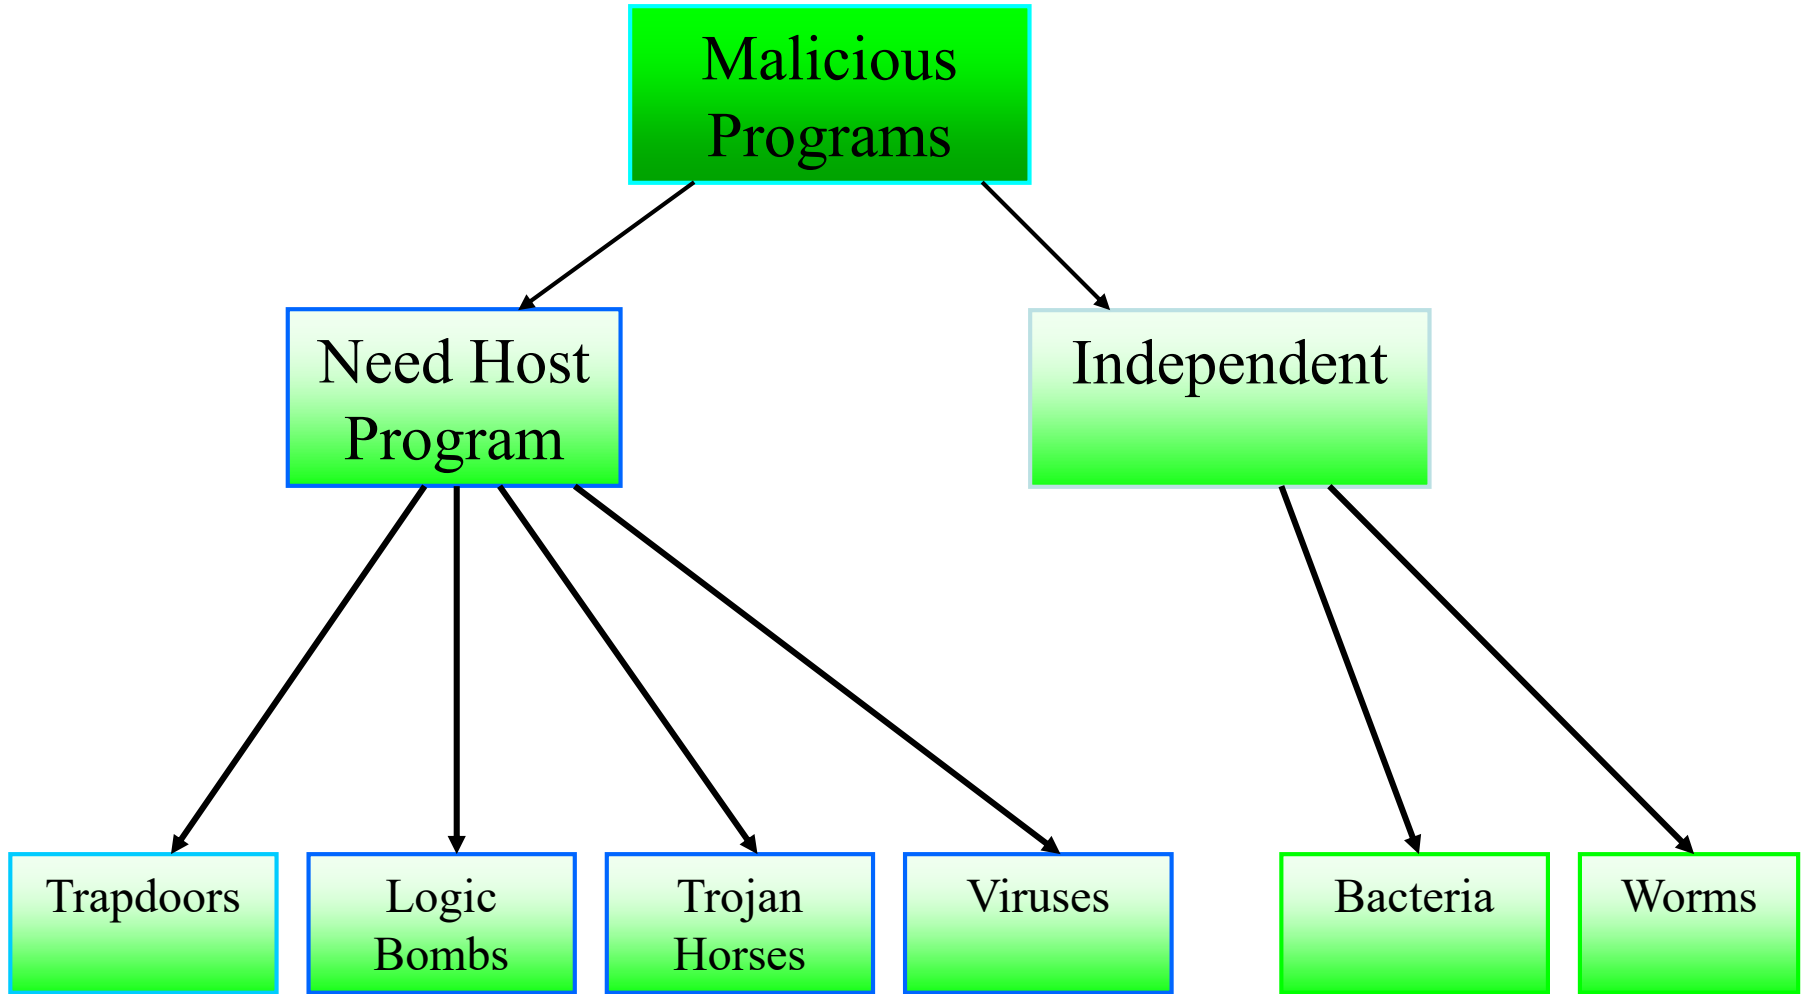 Malicious
Programs
Need Host
Program
Independent
Trapdoors
Logic
Bombs
Trojan
Horses
Viruses
Bacteria
Worms